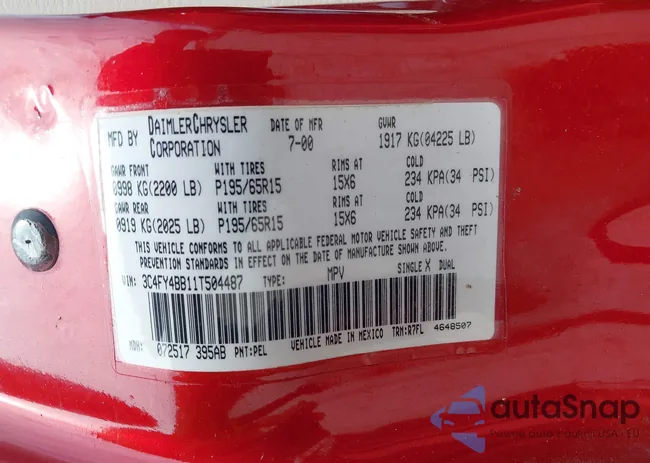 MFD BY DAIMLERCHRYSLER CORPORATION DATE OF MFR 7-00 GVWR 1917 KG(04225 LB)
GAWR FRONT WITH TIRES RIMS AT COLD
0998 KG(2200 LB) P195/65R15 15X6 234 KPA(34 PSI)
GAWR REAR WITH TIRES RIMS AT COLD
0919 KG(2025 LB) P195/65R15 15X6 234 KPA(34 PSI)
THIS VEHICLE CONFORMS TO ALL APPLICABLE FEDERAL MOTOR VEHICLE SAFETY AND THEFT
PREVENTION STANDARDS IN EFFECT ON THE DATE OF MANUFACTURE SHOWN ABOVE.
VIN: 3C4FY4BB11T504487 TYPE: MPV SINGLE X DUAL
MDH: 072517 395AB PNT:PEL VEHICLE MADE IN MEXICO TRM:R7FL 4648507
autaSnap